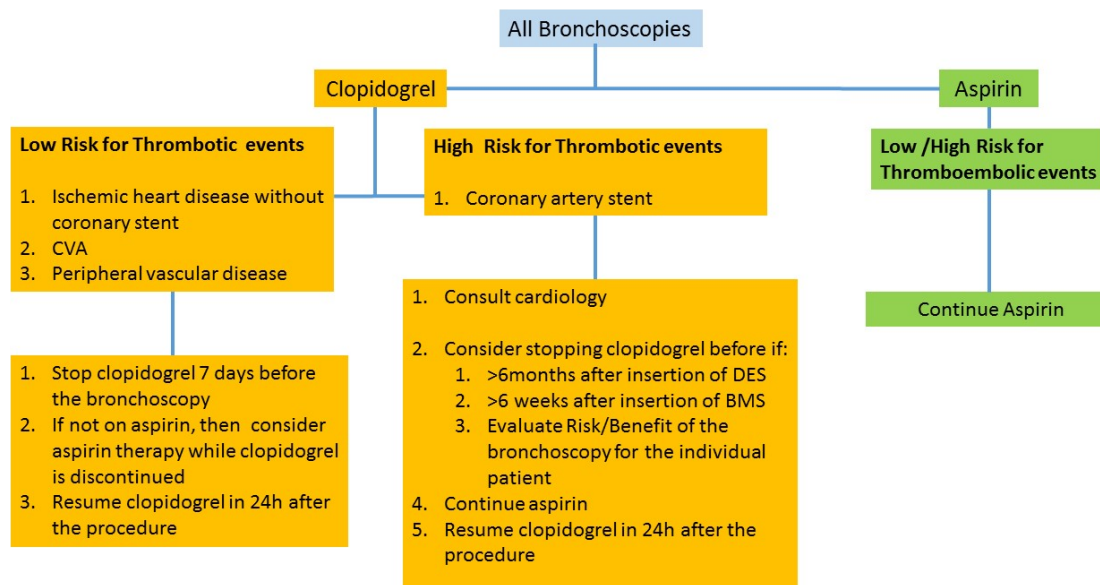 All Bronchoscopies
Clopidogrel
Aspirin
Low Risk for Thrombotic events
1. Ischemic heart disease without
coronary stent
2. CVA
3. Peripheral vascular disease
High Risk for Thrombotic events
1. Coronary artery stent
Low /High Risk for
Thromboembolic events
1. Stop clopidogrel 7 days before
the bronchoscopy
2. If not on aspirin, then consider
aspirin therapy while clopidogrel
is discontinued
3. Resume clopidogrel in 24h after
the procedure
1. Consult cardiology
2. Consider stopping clopidogrel before if:
1. >6months after insertion of DES
2. >6 weeks after insertion of BMS
3. Evaluate Risk/Benefit of the
bronchoscopy for the individual
patient
4. Continue aspirin
5. Resume clopidogrel in 24h after the
procedure
Continue Aspirin